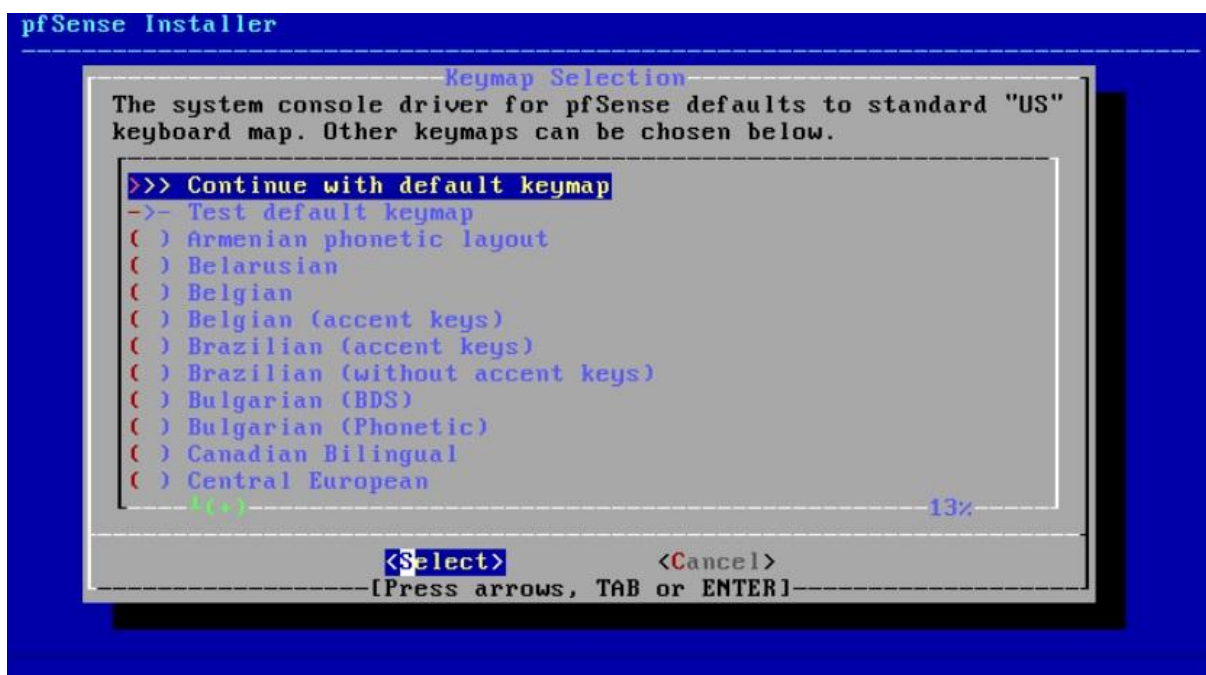 pfSense Installer
Keymap Selection
The system console driver for pfSense defaults to standard "US"
keyboard map. Other keymaps can be chosen below.
>>> Continue with default keymap
->- Test default keymap
( ) Armenian phonetic layout
( ) Belarusian
( ) Belgian
( ) Belgian (accent keys)
( ) Brazilian (accent keys)
( ) Brazilian (without accent keys)
( ) Bulgarian (BDS)
( ) Bulgarian (Phonetic)
( ) Canadian Bilingual
( ) Central European
(+) 13%
<Select> <Cancel>
[Press arrows, TAB or ENTER]